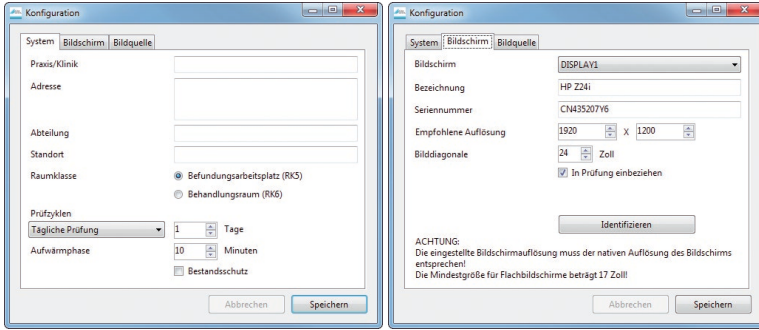 Konfiguration
System Bildschirm Bildquelle
Praxis/Klinik
Adresse
Abteilung
Standort
Raumklasse Befundungsarbeitsplatz (RK5)
Behandlungsraum (RK6)
Prüfzyklen
Tägliche Prüfung 1 Tage
Aufwärmphase 10 Minuten
Bestandsschutz
Abbrechen Speichern
Konfiguration
System Bildschirm Bildquelle
Bildschirm DISPLAY1
Bezeichnung HP Z24i
Seriennummer CN435207Y6
Empfohlene Auflösung 1920 X 1200
Bilddiagonale 24 Zoll
In Prüfung einbeziehen
Identifizieren
ACHTUNG:
Die eingestellte Bildschirmauflösung muss der nativen Auflösung des Bildschirms
entsprechen!
Die Mindestgröße für Flachbildschirme beträgt 17 Zoll!
Abbrechen Speichern